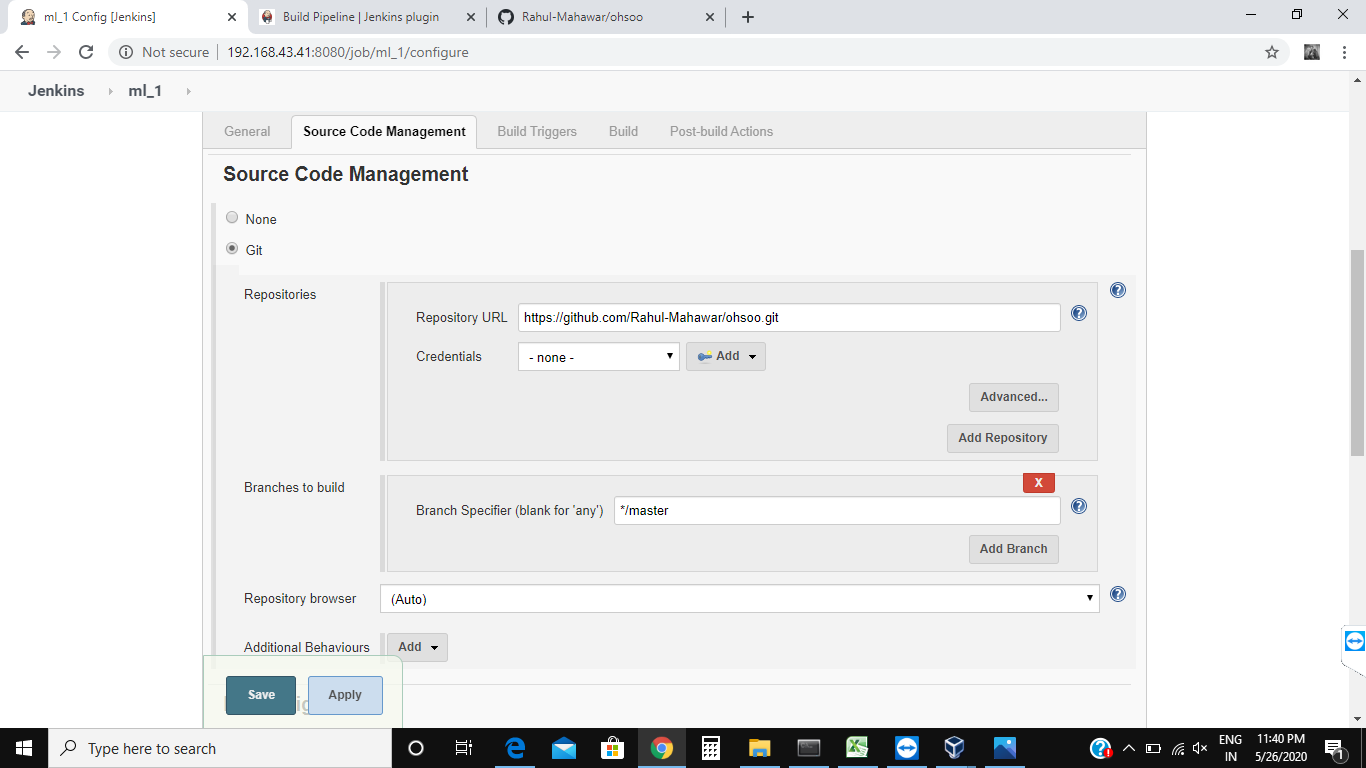 ml_1 Config [Jenkins]
Build Pipeline | Jenkins plugin
Rahul-Mahawar/ohsoo
Not secure
192.168.43.41:8080/job/ml_1/configure
Jenkins
ml_1
General
Source Code Management
Build Triggers
Build
Post-build Actions
Source Code Management
None
Git
Repositories
Repository URL
https://github.com/Rahul-Mahawar/ohsoo.git
Credentials
- none -
Add
Advanced...
Add Repository
Branches to build
X
Branch Specifier (blank for 'any')
*/master
Add Branch
Repository browser
(Auto)
Additional Behaviours
Add
Save
Apply
Type here to search
ENG
IN
11:40 PM
5/26/2020
1